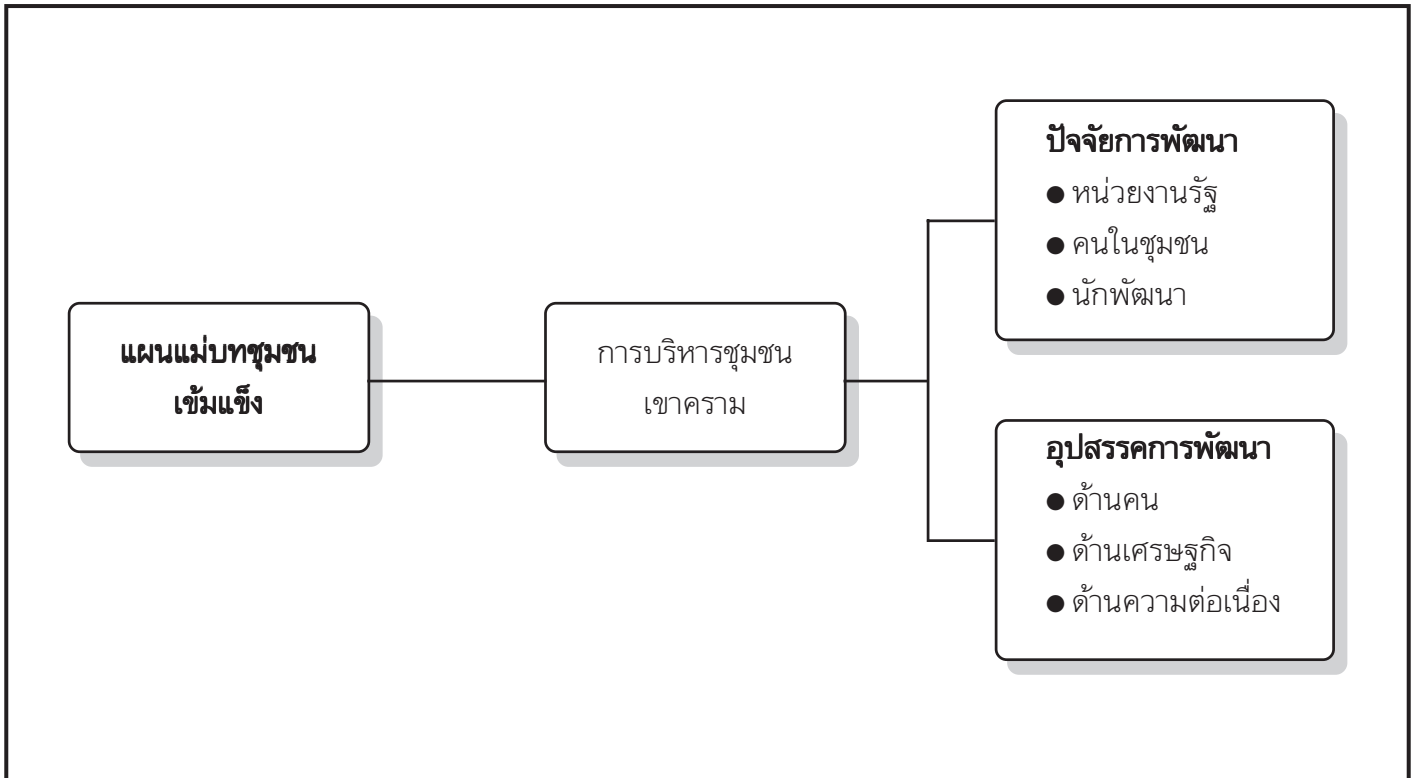 แผนแม่บทชุมชน
เข้มแข็ง
การบริหารชุมชน
เขาคราม
ปัจจัยการพัฒนา
● หน่วยงานรัฐ
● คนในชุมชน
● นักพัฒนา
อุปสรรคการพัฒนา
● ด้านคน
● ด้านเศรษฐกิจ
● ด้านความต่อเนื่อง